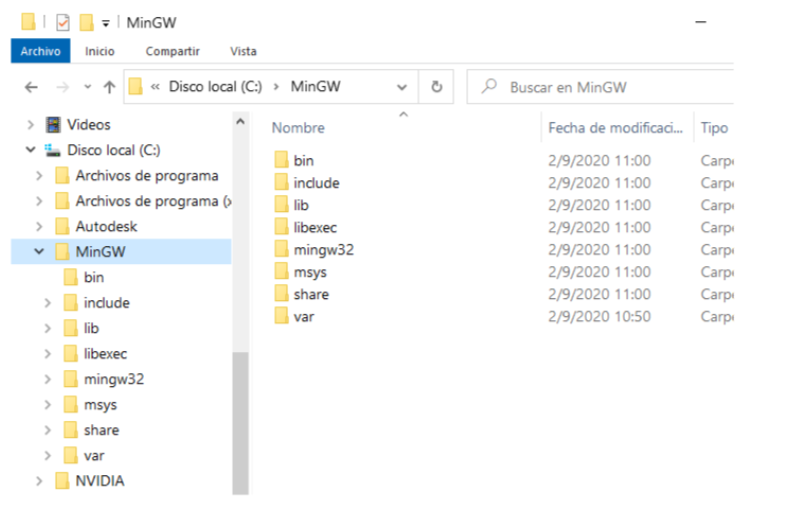 MinGW
Archivo Inicio Compartir Vista
« Disco local (C:) > MinGW
Buscar en MinGW
Videos
Disco local (C:)
Archivos de programa
Archivos de programa (x
Autodesk
MinGW
bin
include
lib
libexec
mingw32
msys
share
var
NVIDIA
Nombre Fecha de modificaci... Tipo
bin 2/9/2020 11:00 Carpe
include 2/9/2020 11:00 Carpe
lib 2/9/2020 11:00 Carpe
libexec 2/9/2020 11:00 Carpe
mingw32 2/9/2020 11:00 Carpe
msys 2/9/2020 11:00 Carpe
share 2/9/2020 11:00 Carpe
var 2/9/2020 10:50 Carpe